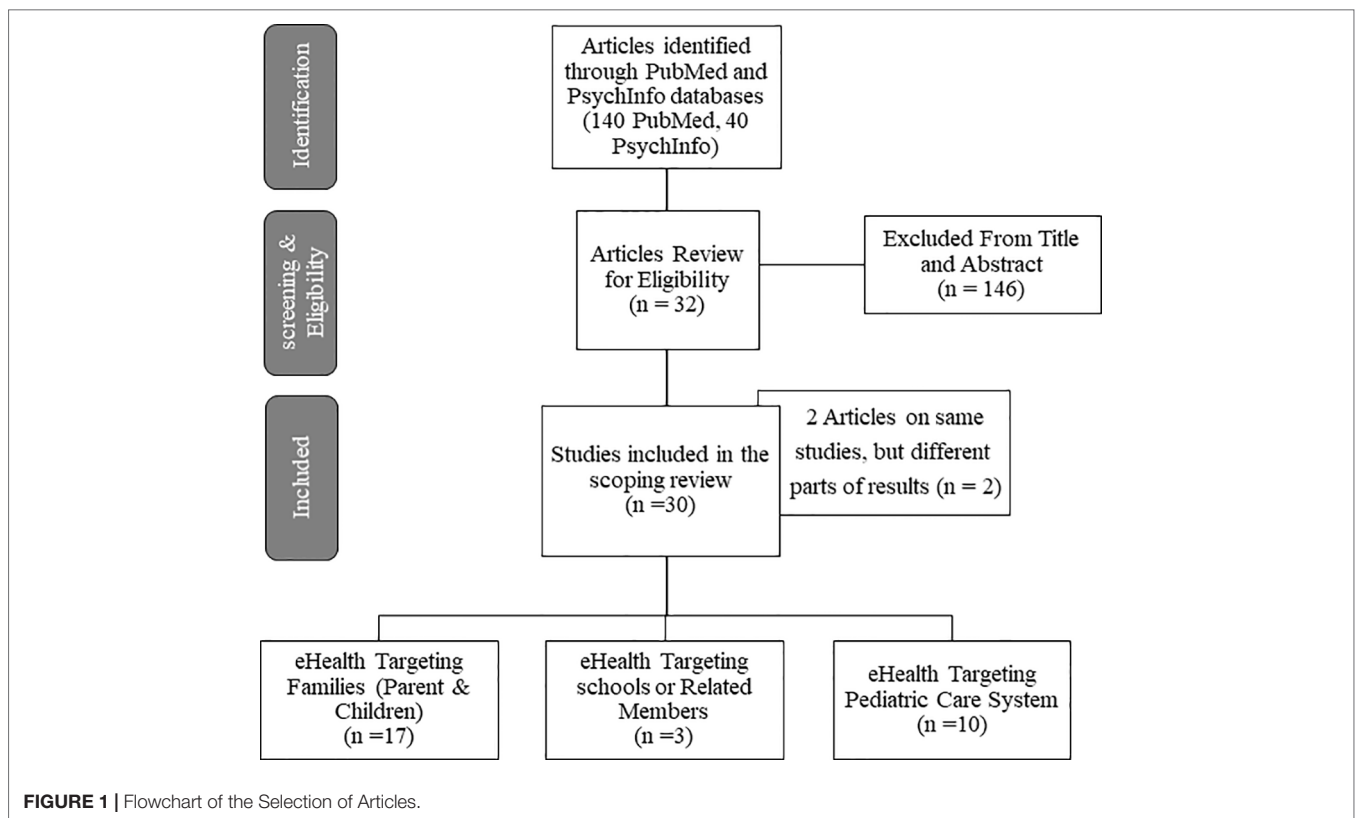 Identification
Articles identified
through PubMed and
PsychInfo databases
(140 PubMed, 40
PsychInfo)
screening &
Eligibility
Articles Review
for Eligibility
(n = 32)
Excluded From Title
and Abstract
(n = 146)
Included
Studies included in the
scoping review
(n =30)
2 Articles on same
studies, but different
parts of results (n = 2)
eHealth Targeting
Families (Parent &
Children)
(n =17)
eHealth Targeting
schools or Related
Members
(n =3)
eHealth Targeting
Pediatric Care System
(n =10)
FIGURE 1 | Flowchart of the Selection of Articles.